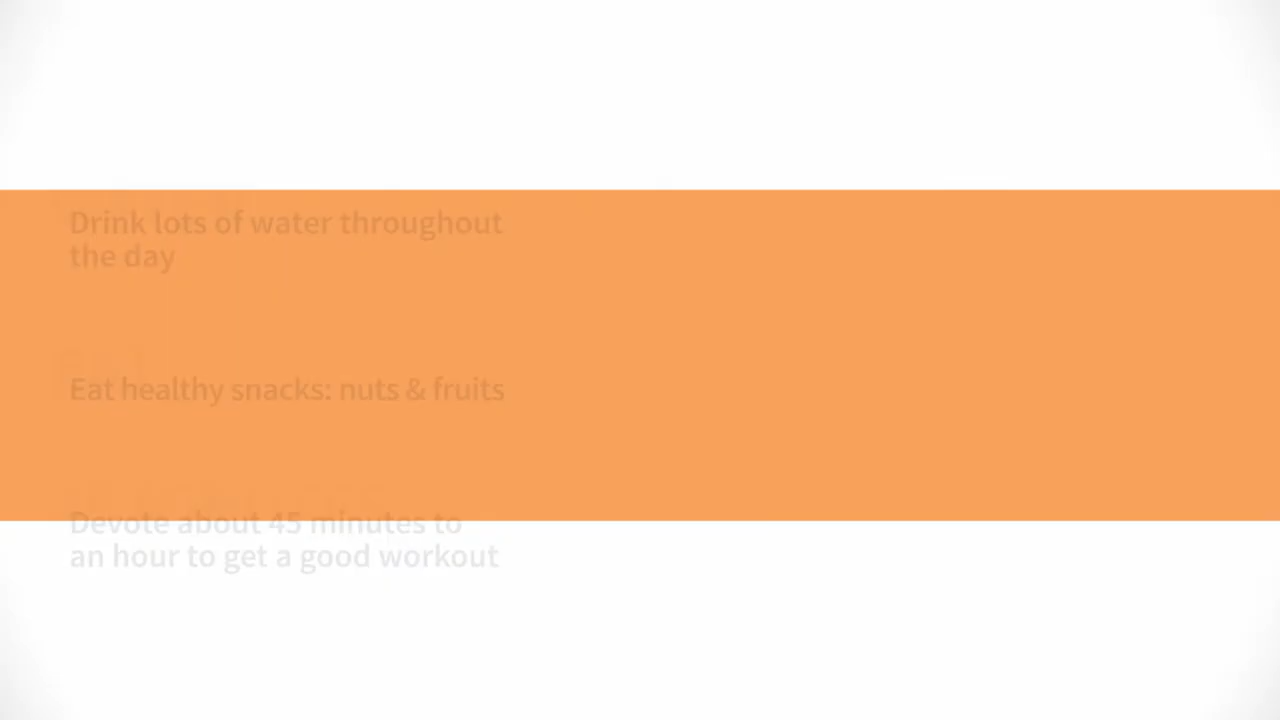 Drink lots of water throughout
the day
Eat healthy snacks: nuts & fruits
Devote about 45 minutes to
an hour to get a good workout